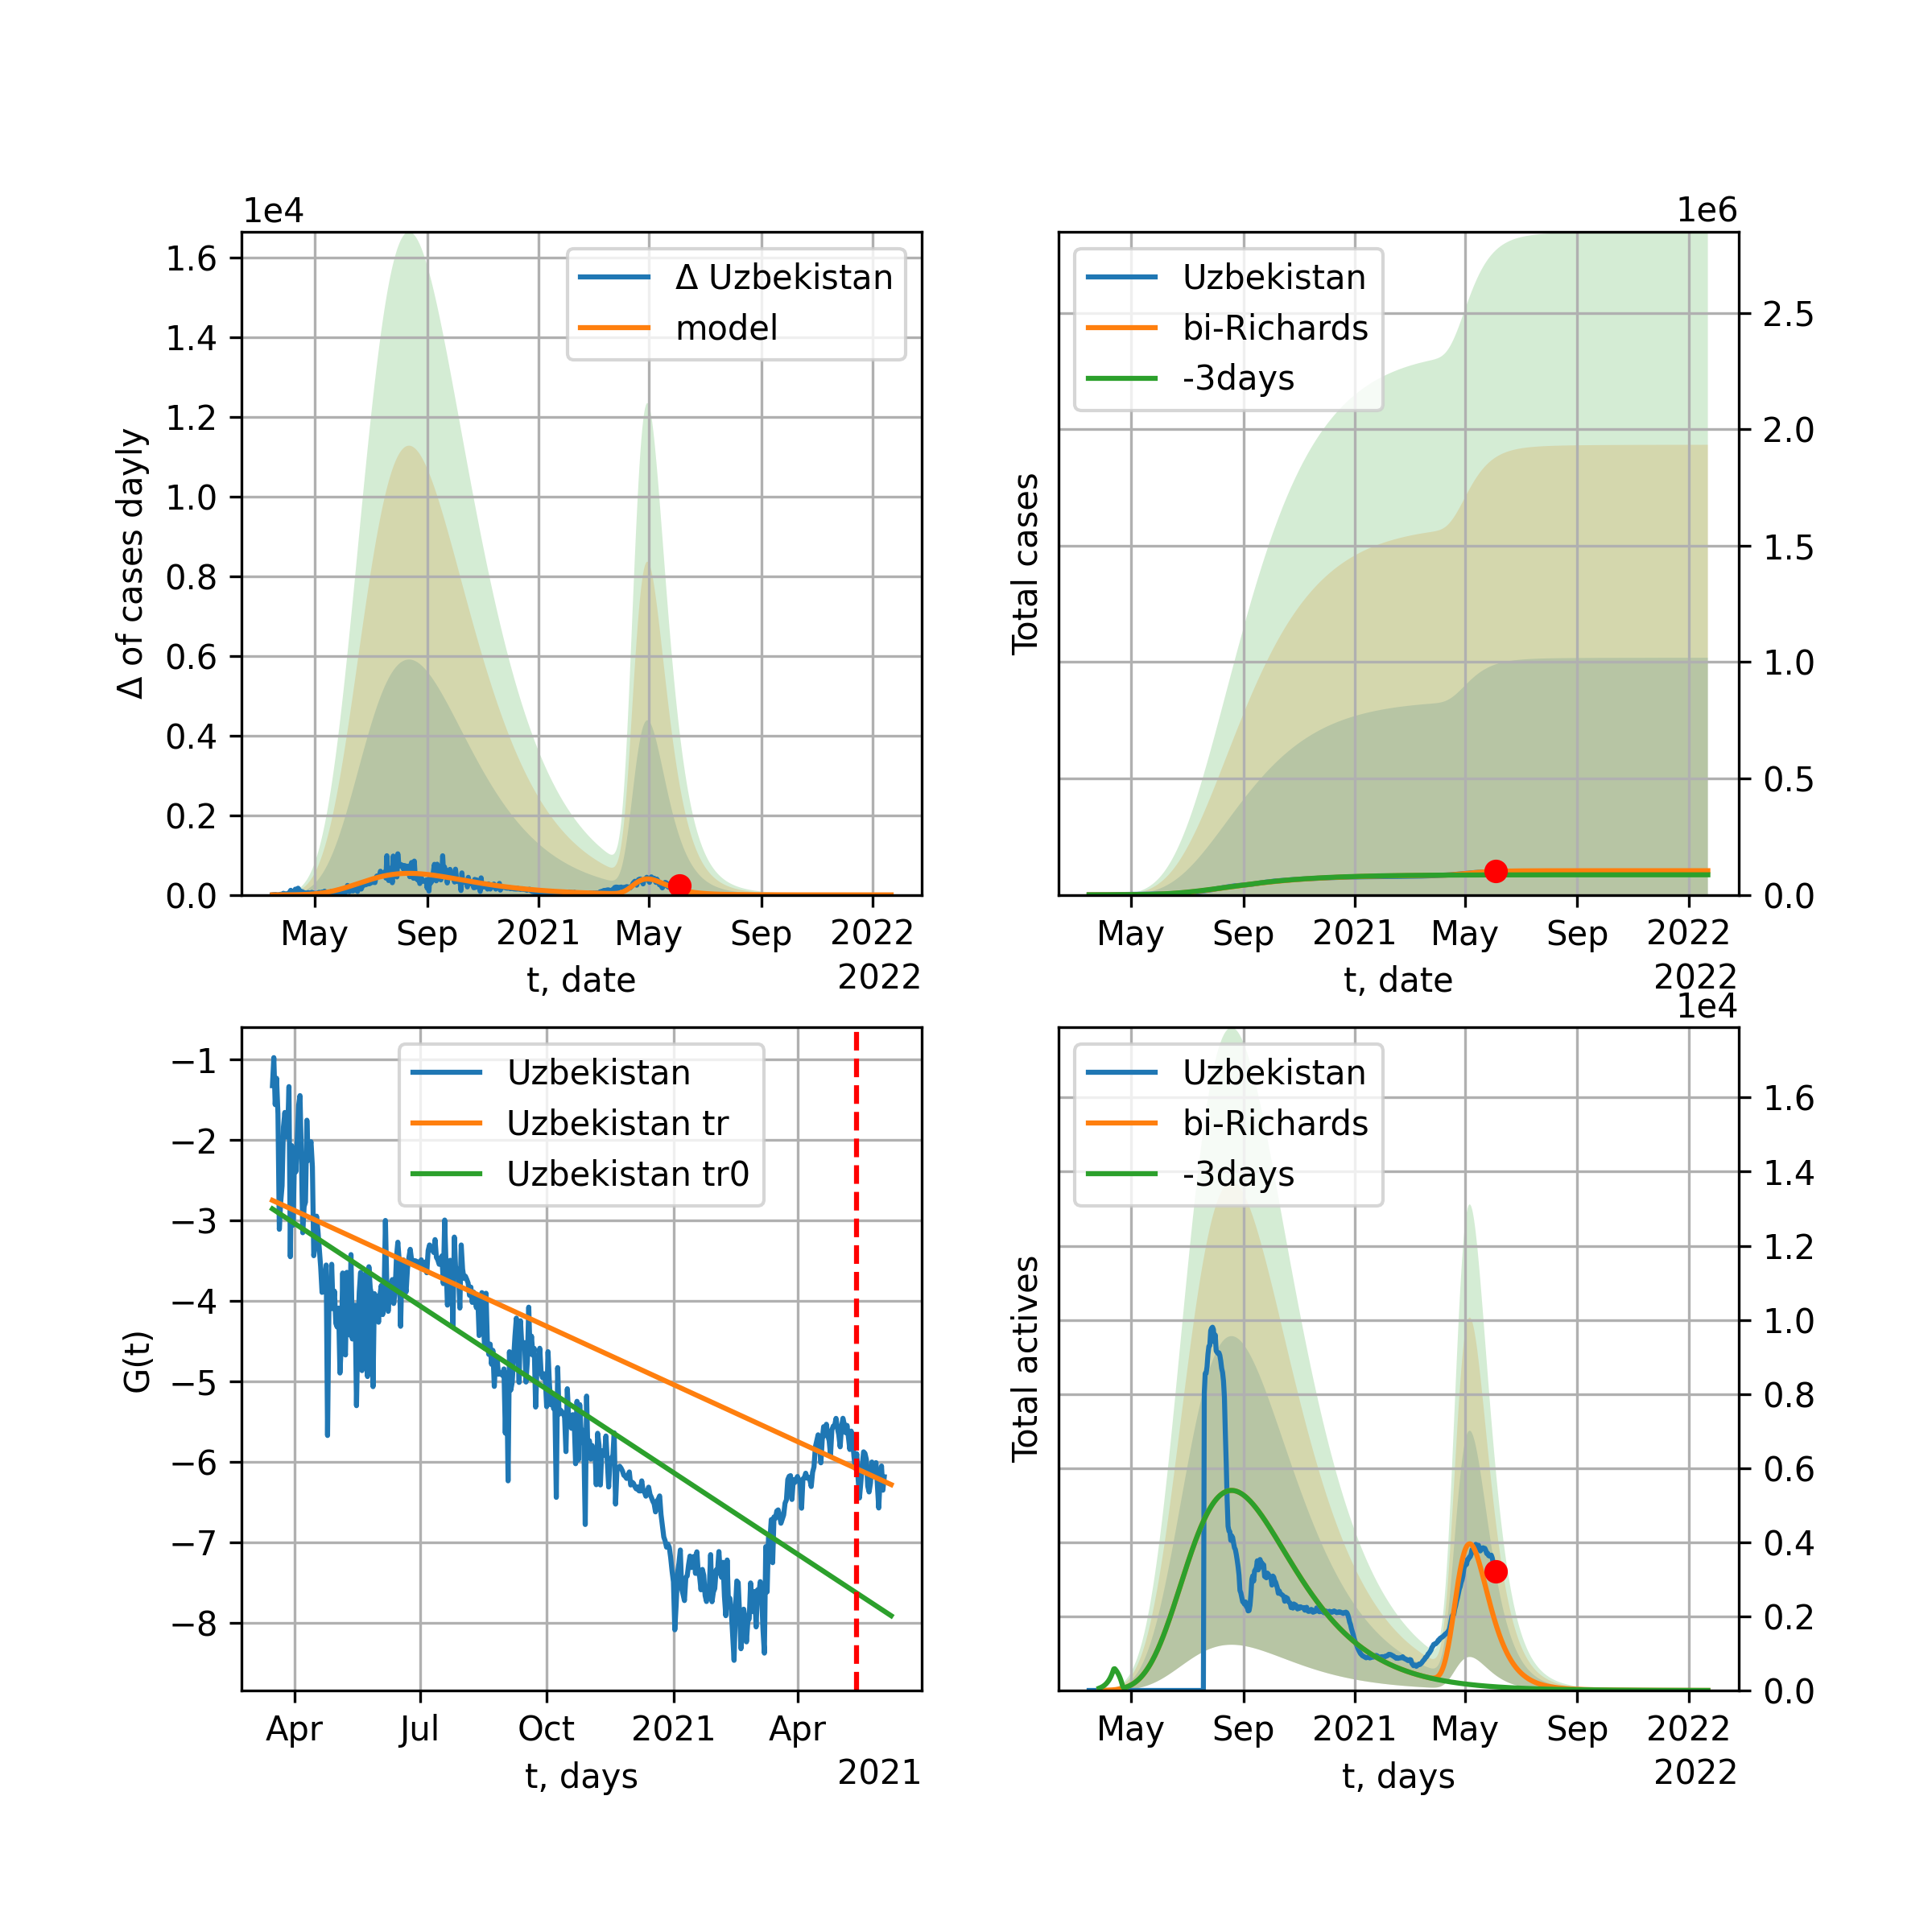 1e4
1.6
1.4
1.2
1.0
0.8
0.6
0.4
0.2
0.0
Δ of cases dayly
Δ Uzbekistan
model
May Sep 2021 May Sep 2022
t, date
2022
1e6
Total cases
Uzbekistan
bi-Richards
-3days
2.5
2.0
1.5
1.0
0.5
0.0
May Sep 2021 May Sep 2022
t, date
2022
−1
−2
−3
−4
−5
−6
−7
−8
G(t)
Uzbekistan
Uzbekistan tr
Uzbekistan tr0
Apr Jul Oct 2021 Apr
t, days
2021
1e4
Total actives
Uzbekistan
bi-Richards
-3days
1.6
1.4
1.2
1.0
0.8
0.6
0.4
0.2
0.0
May Sep 2021 May Sep 2022
t, days
2022